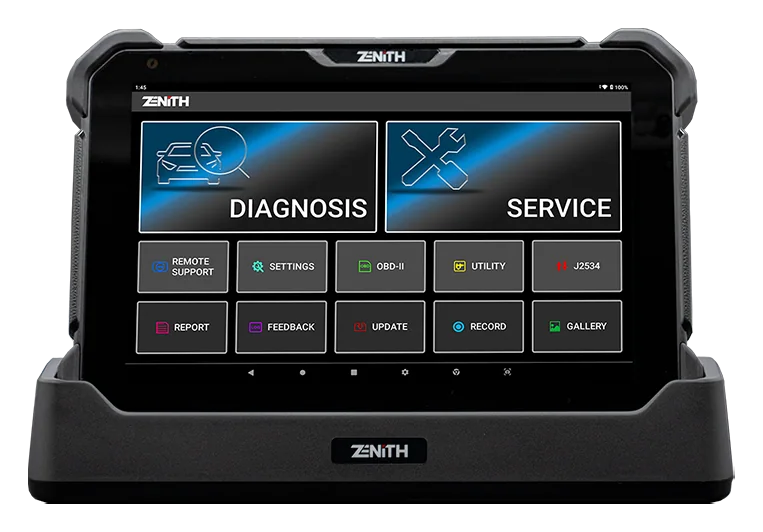 ZENITH
1:45
100%
ZENITH
DIAGNOSIS
SERVICE
REMOTE
SUPPORT
SETTINGS
OBD-II
UTILITY
J2534
REPORT
FEEDBACK
UPDATE
RECORD
GALLERY
ZENITH